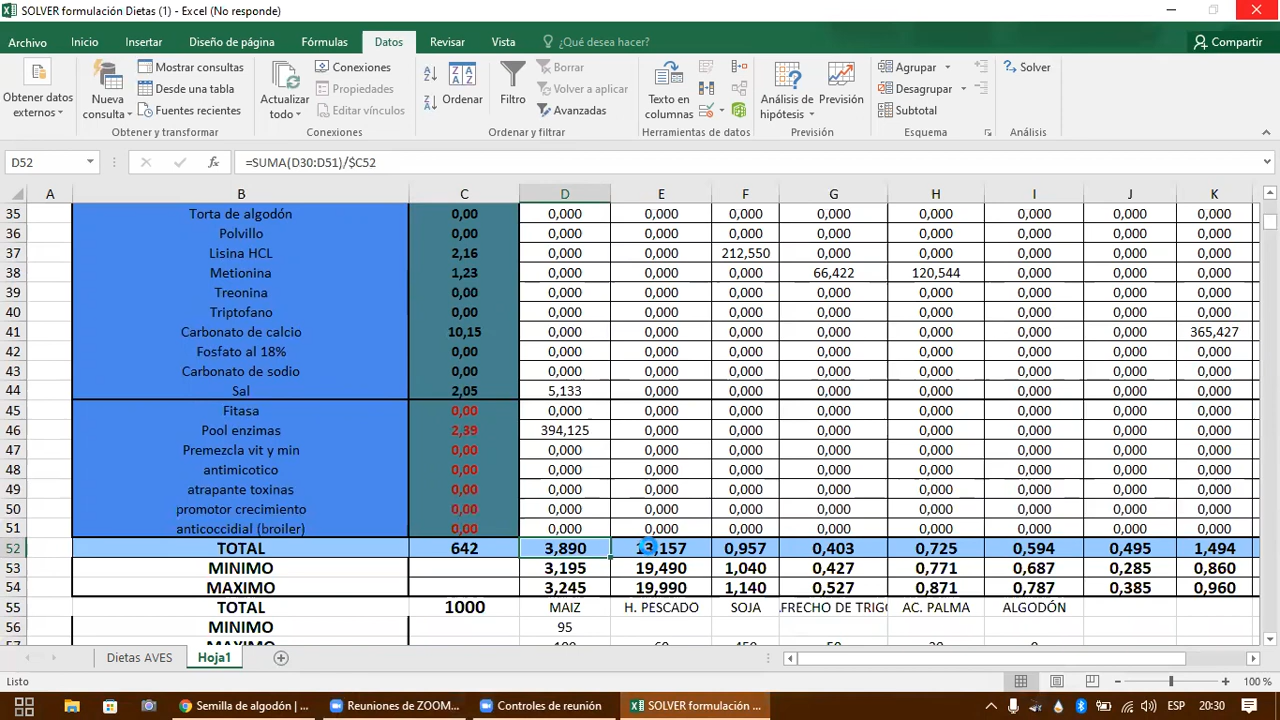 SOLVER formulación Dietas (1) - Excel (No responde)
Archivo Inicio Insertar Diseño de página Fórmulas Datos Revisar Vista ¿Qué desea hacer? Compartir
Obtener datos externos
Nueva consulta
Mostrar consultas
Desde una tabla
Fuentes recientes
Obtener y transformar
Actualizar todo
Conexiones
Propiedades
Editar vínculos
Conexiones
Ordenar
Filtro
Borrar
Volver a aplicar
Avanzadas
Ordenar y filtrar
Texto en columnas
Herramientas de datos
Análisis de hipótesis
Previsión
Previsión
Agrupar
Desagrupar
Subtotal
Esquema
Solver
Análisis
D52 fx =SUMA(D30:D51)/$C52
A B C D E F G H I J K
35 Torta de algodón 0,00 0,000 0,000 0,000 0,000 0,000 0,000 0,000 0,000
36 Polvillo 0,00 0,000 0,000 0,000 0,000 0,000 0,000 0,000 0,000
37 Lisina HCL 2,16 0,000 0,000 212,550 0,000 0,000 0,000 0,000 0,000
38 Metionina 1,23 0,000 0,000 0,000 66,422 120,544 0,000 0,000 0,000
39 Treonina 0,00 0,000 0,000 0,000 0,000 0,000 0,000 0,000 0,000
40 Triptofano 0,00 0,000 0,000 0,000 0,000 0,000 0,000 0,000 0,000
41 Carbonato de calcio 10,15 0,000 0,000 0,000 0,000 0,000 0,000 0,000 365,427
42 Fosfato al 18% 0,00 0,000 0,000 0,000 0,000 0,000 0,000 0,000 0,000
43 Carbonato de sodio 0,00 0,000 0,000 0,000 0,000 0,000 0,000 0,000 0,000
44 Sal 2,05 5,133 0,000 0,000 0,000 0,000 0,000 0,000 0,000
45 Fitasa 0,00 0,000 0,000 0,000 0,000 0,000 0,000 0,000 0,000
46 Pool enzimas 2,39 394,125 0,000 0,000 0,000 0,000 0,000 0,000 0,000
47 Premezcla vit y min 0,00 0,000 0,000 0,000 0,000 0,000 0,000 0,000 0,000
48 antimicotico 0,00 0,000 0,000 0,000 0,000 0,000 0,000 0,000 0,000
49 atrapante toxinas 0,00 0,000 0,000 0,000 0,000 0,000 0,000 0,000 0,000
50 promotor crecimiento 0,00 0,000 0,000 0,000 0,000 0,000 0,000 0,000 0,000
51 anticoccidial (broiler) 0,00 0,000 0,000 0,000 0,000 0,000 0,000 0,000 0,000
52 TOTAL 642 3,890 13,157 0,957 0,403 0,725 0,594 0,495 1,494
53 MINIMO 3,195 19,490 1,040 0,427 0,771 0,687 0,285 0,860
54 MAXIMO 3,245 19,990 1,140 0,527 0,871 0,787 0,385 0,960
55 TOTAL 1000 MAIZ H. PESCADO SOJA AFRECHO DE TRIGO AC. PALMA ALGODÓN
56 MINIMO 95
57 MAXIMO
Dietas AVES Hoja1
Listo 100 %
Semilla de algodón | ... Reuniones de ZOOM... Controles de reunión SOLVER formulación ... ESP 20:30